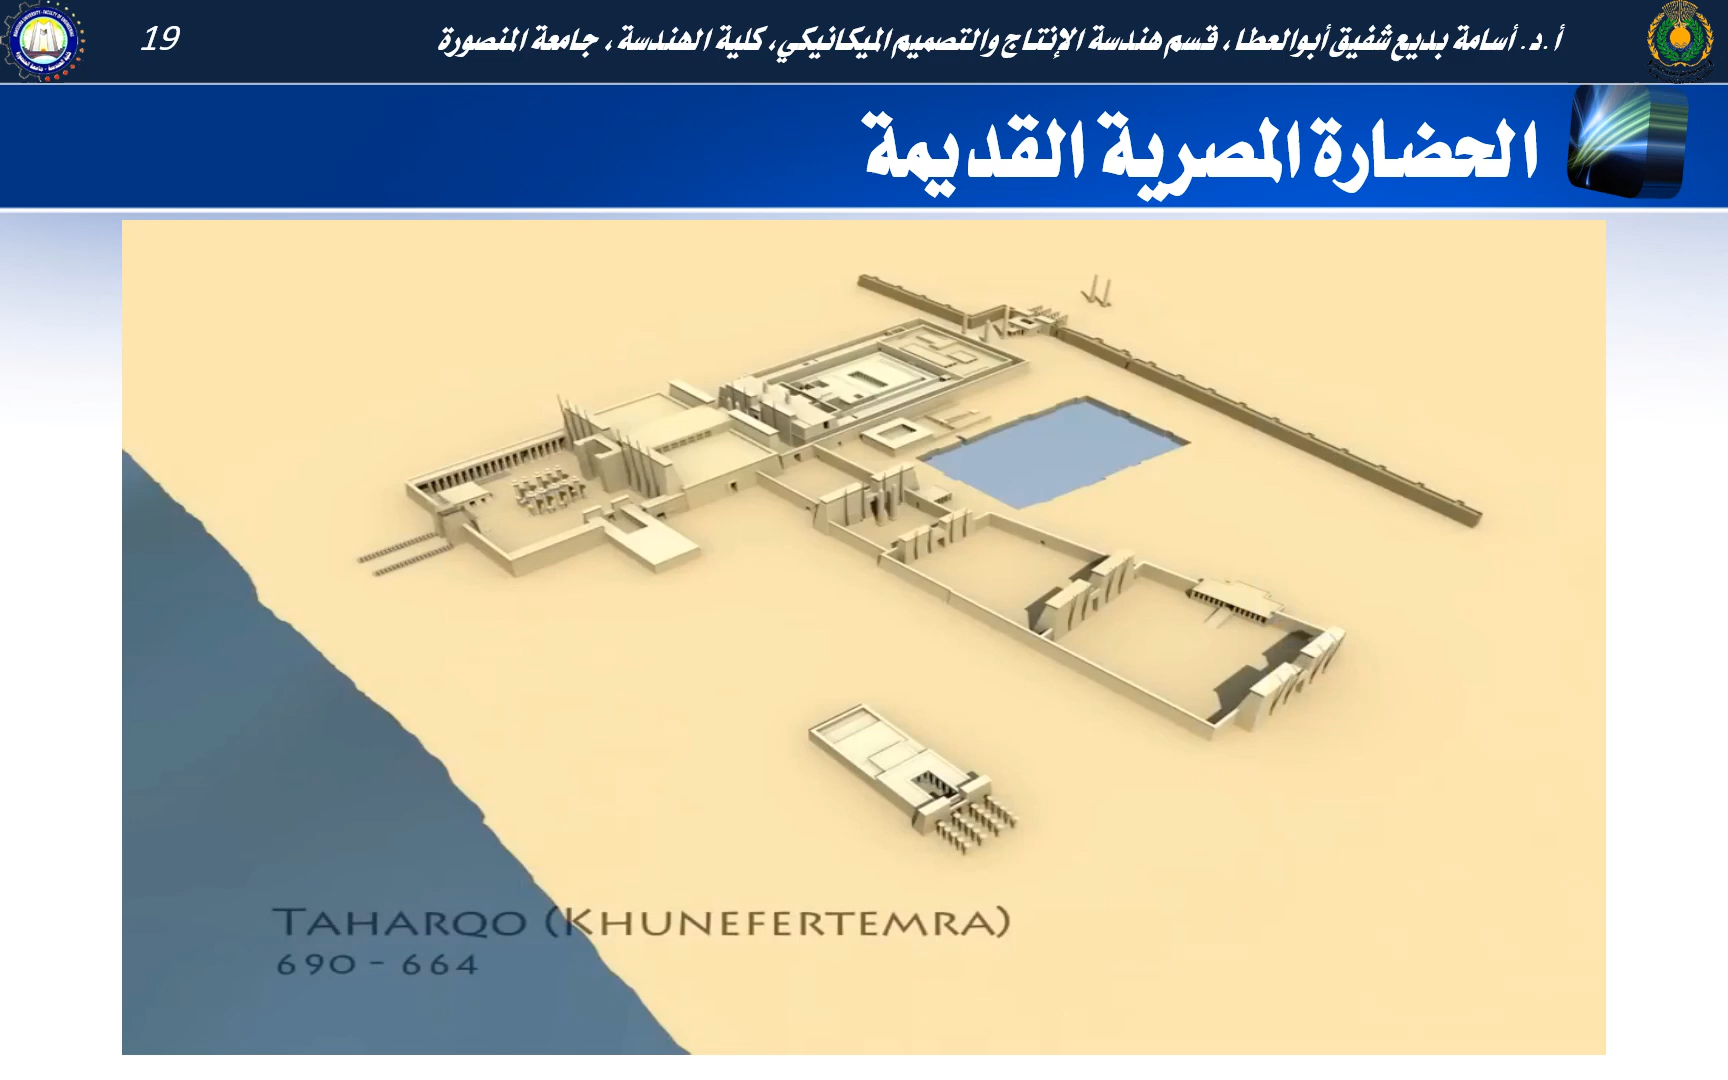 أ.د. أسامة بديع شفيق أبوالعطا ، قسم هندسة الإنتاج والتصميم الميكانيكي، كلية الهندسة ، جامعة المنصورة
19
الحضارة المصرية القديمة
TAHARQO (KHUNEFERTEMRA)
690 - 664